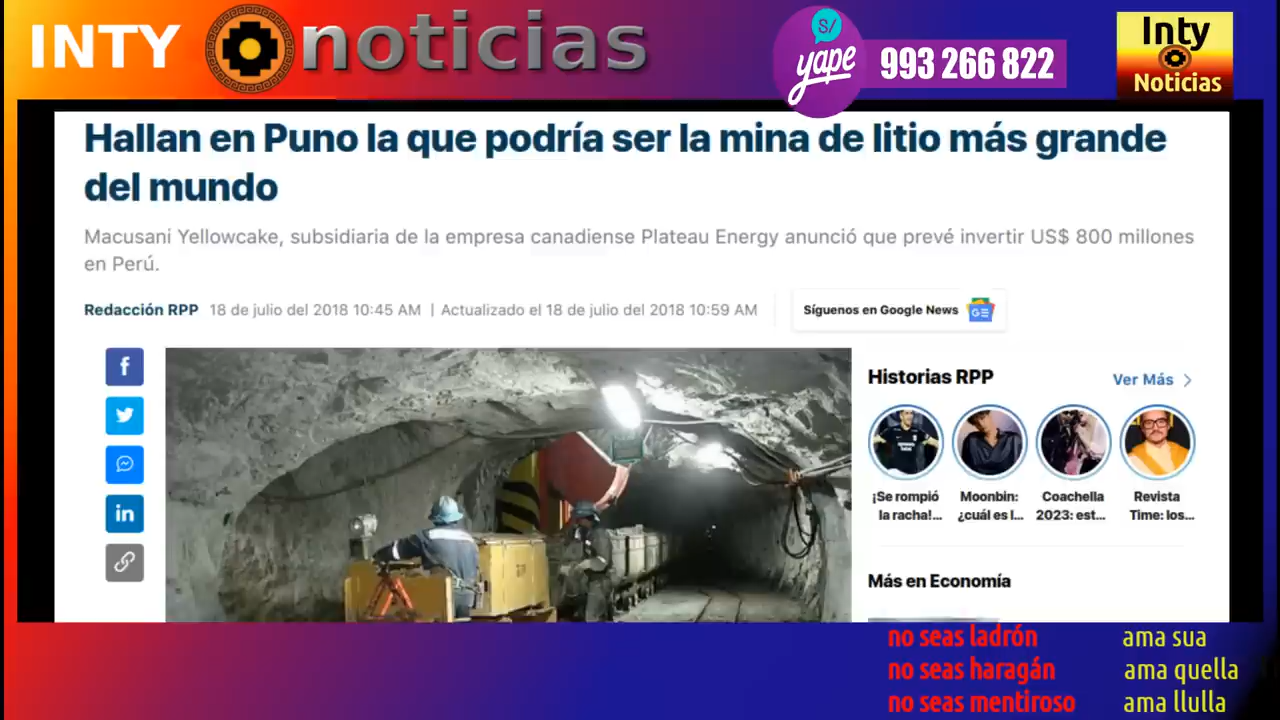 INTY noticias
S/
yape
993 266 822
Inty
Noticias
Hallan en Puno la que podría ser la mina de litio más grande
del mundo
Macusani Yellowcake, subsidiaria de la empresa canadiense Plateau Energy anunció que prevé invertir US$ 800 millones
en Perú.
Redacción RPP 18 de julio del 2018 10:45 AM | Actualizado el 18 de julio del 2018 10:59 AM
Síguenos en Google News
GE
f
in
Historias RPP
Ver Más
¡Se rompió
la racha!...
Moonbin:
¿cuál es l...
Coachella
2023: est...
Revista
Time: los...
Más en Economía
no seas ladrón ama sua
no seas haragán ama quella
no seas mentiroso ama llulla